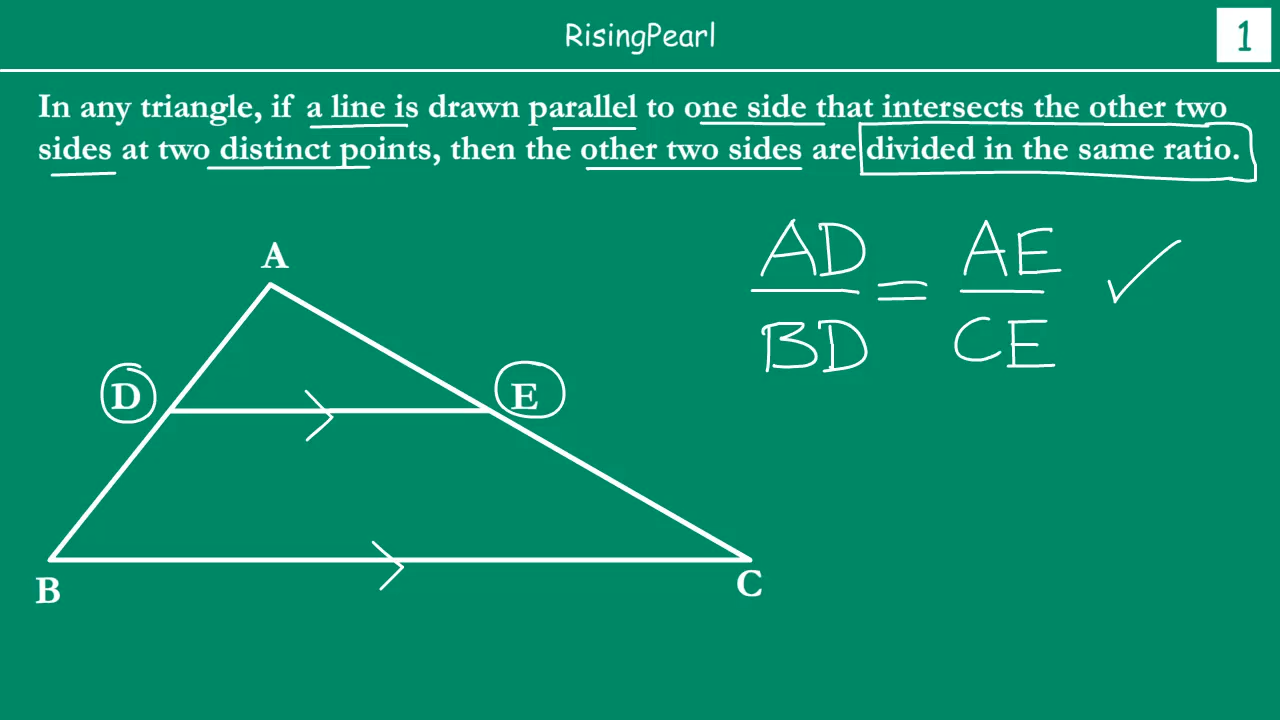 RisingPearl
1
In any triangle, if a line is drawn parallel to one side that intersects the other two
sides at two distinct points, then the other two sides are divided in the same ratio.
AD/BD = AE/CE ✓
A
D
E
B
C